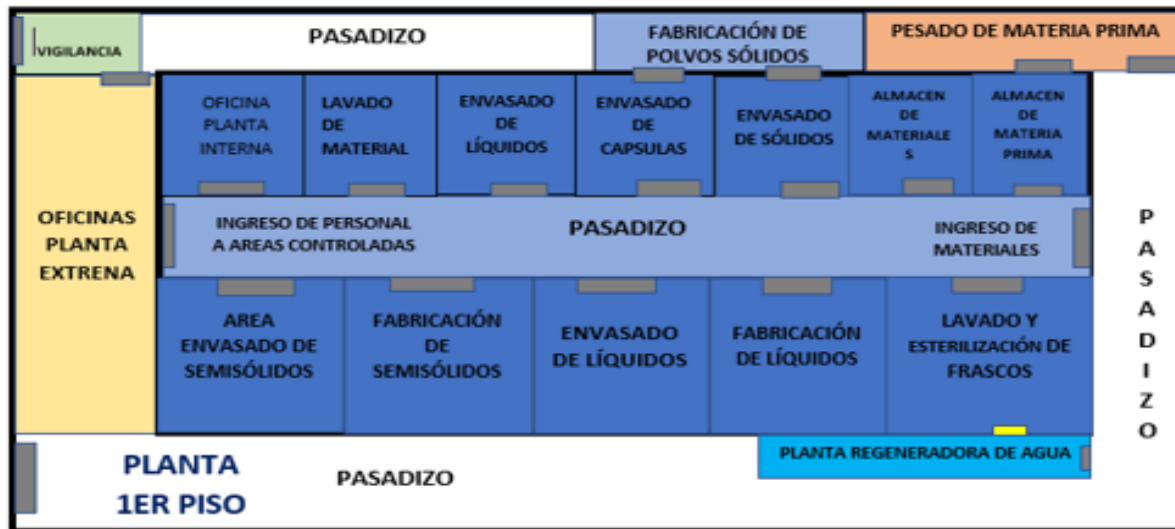 VIGILANCIA
PASADIZO
FABRICACIÓN DE
POLVOS SÓLIDOS
PESADO DE MATERIA PRIMA
OFICINA
PLANTA
INTERNA
LAVADO
DE
MATERIAL
ENVASADO
DE
LÍQUIDOS
ENVASADO
DE
CAPSULAS
ENVASADO
DE SÓLIDOS
ALMACEN
DE
MATERIALE
S
ALMACEN
DE
MATERIA
PRIMA
OFICINAS
PLANTA
EXTRENA
INGRESO DE PERSONAL
A AREAS CONTROLADAS
PASADIZO
INGRESO DE
MATERIALES
P
A
S
A
D
I
Z
O
AREA
ENVASADO DE
SEMISÓLIDOS
FABRICACIÓN
DE
SEMISÓLIDOS
ENVASADO
DE LÍQUIDOS
FABRICACIÓN
DE LÍQUIDOS
LAVADO Y
ESTERILIZACIÓN DE
FRASCOS
PLANTA REGENERADORA DE AGUA
PLANTA
1ER PISO
PASADIZO